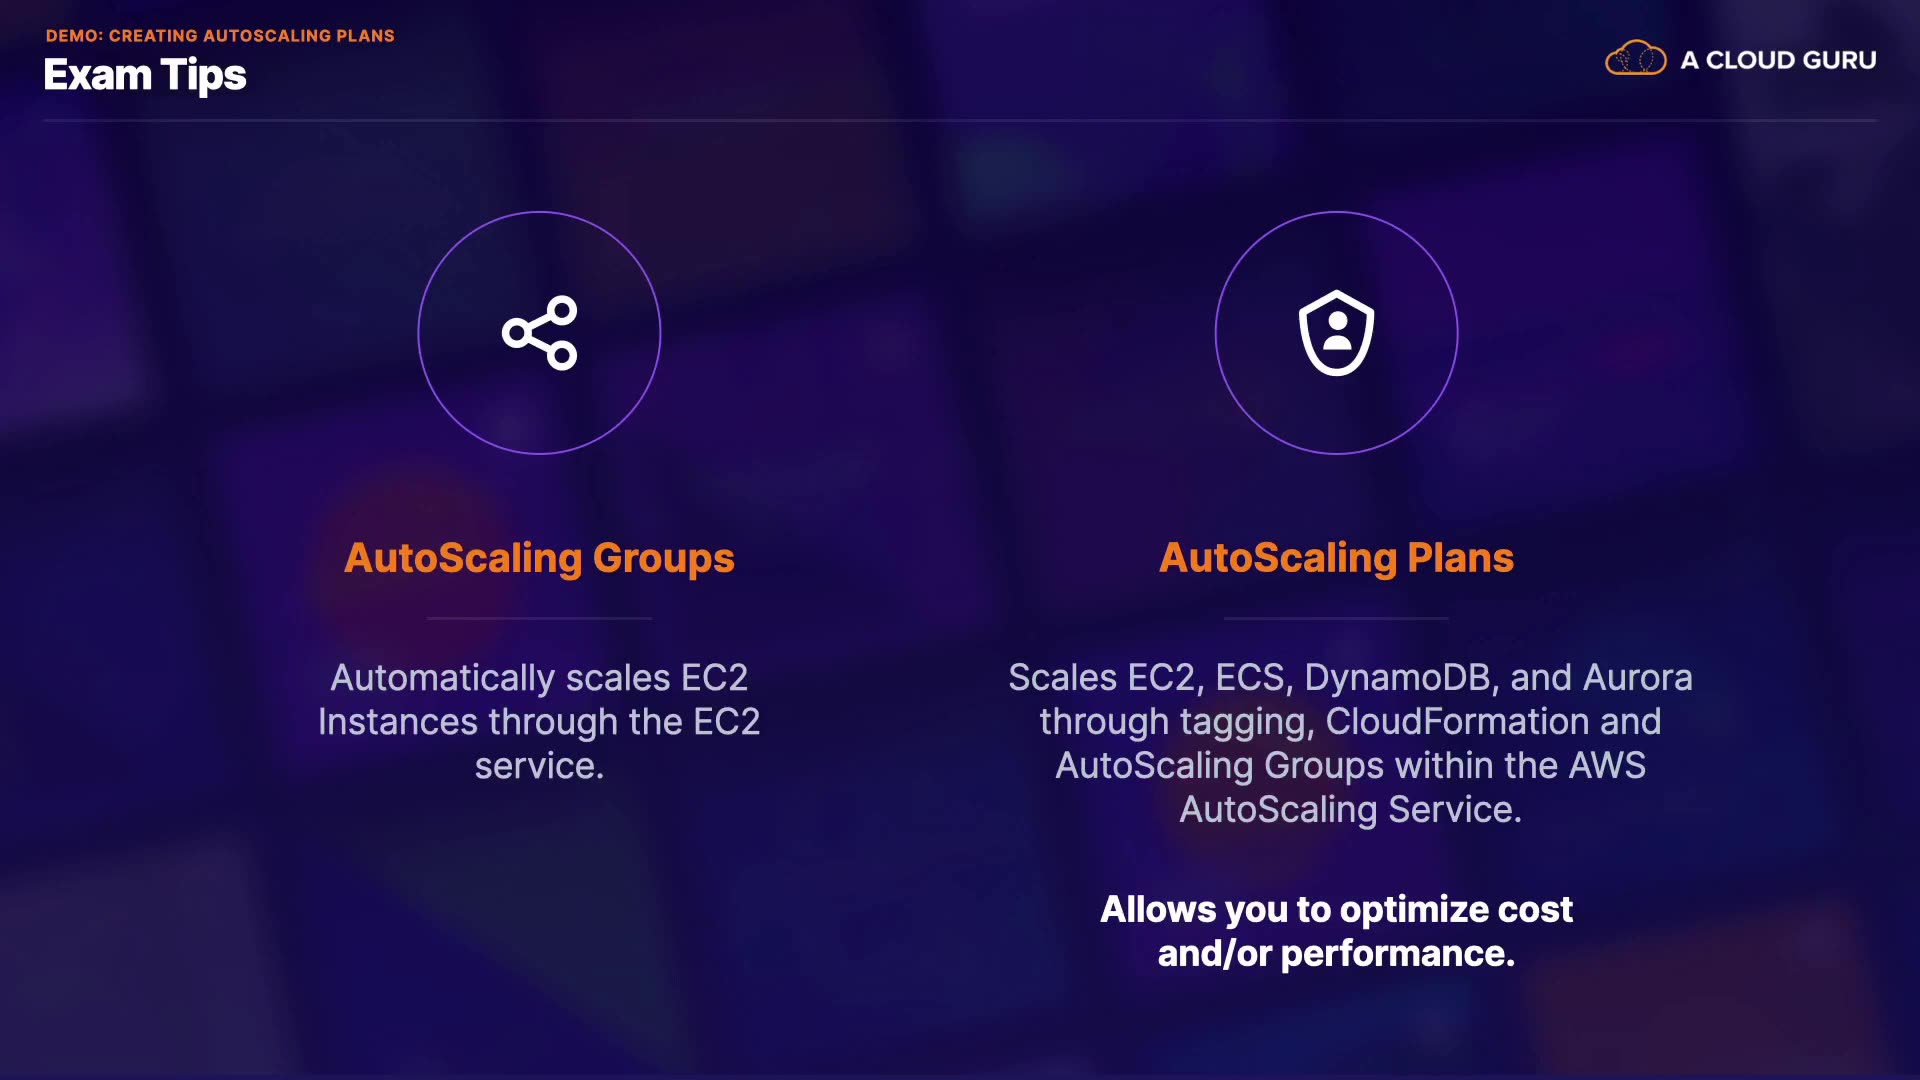 DEMO: CREATING AUTOSCALING PLANS
Exam Tips
A CLOUD GURU
AutoScaling Groups
Automatically scales EC2
Instances through the EC2
service.
AutoScaling Plans
Scales EC2, ECS, DynamoDB, and Aurora
through tagging, CloudFormation and
AutoScaling Groups within the AWS
AutoScaling Service.
Allows you to optimize cost
and/or performance.